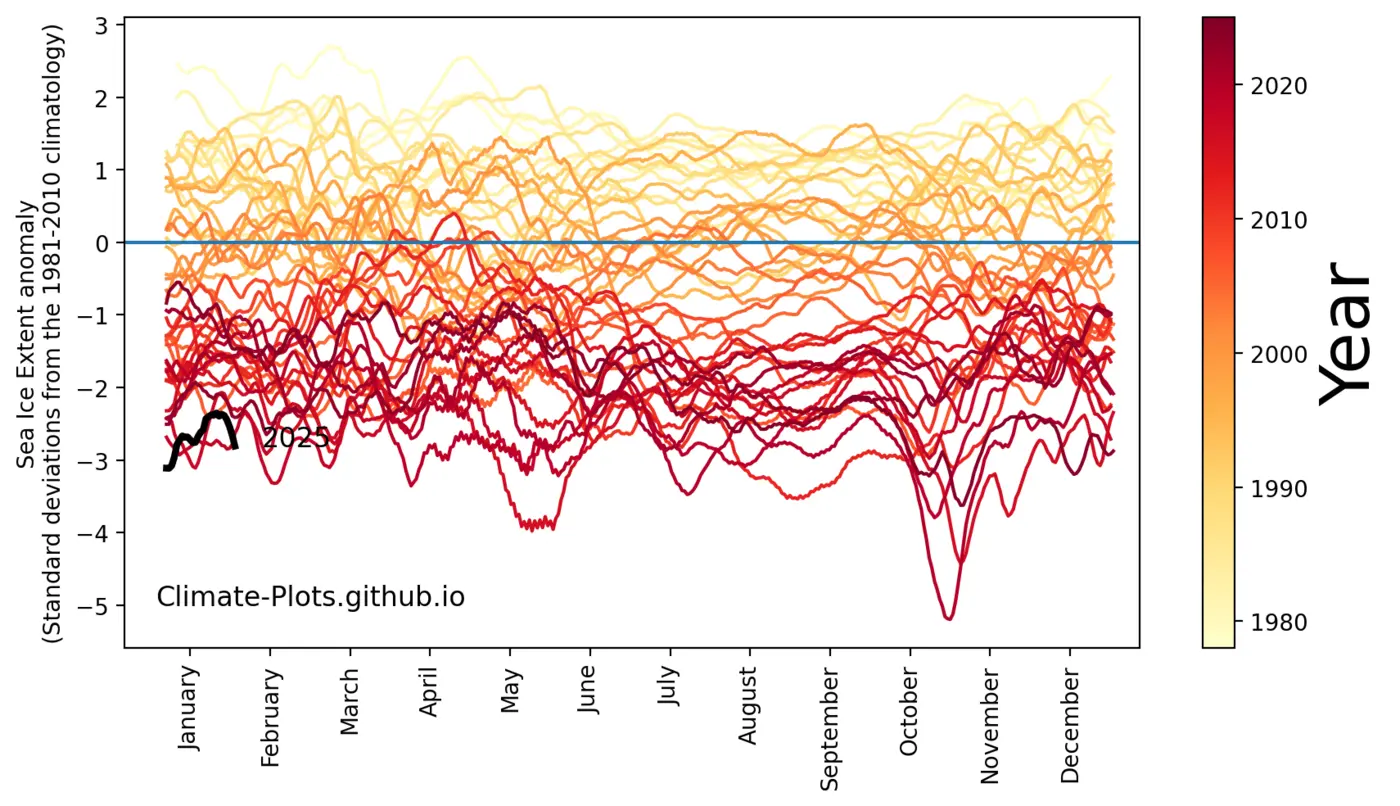 Sea Ice Extent anomaly
(Standard deviations from the 1981-2010 climatology)
3
2
1
0
−1
−2
−3
−4
−5
2025
Climate-Plots.github.io
January
February
March
April
May
June
July
August
September
October
November
December
2020
2010
2000
1990
1980
Year